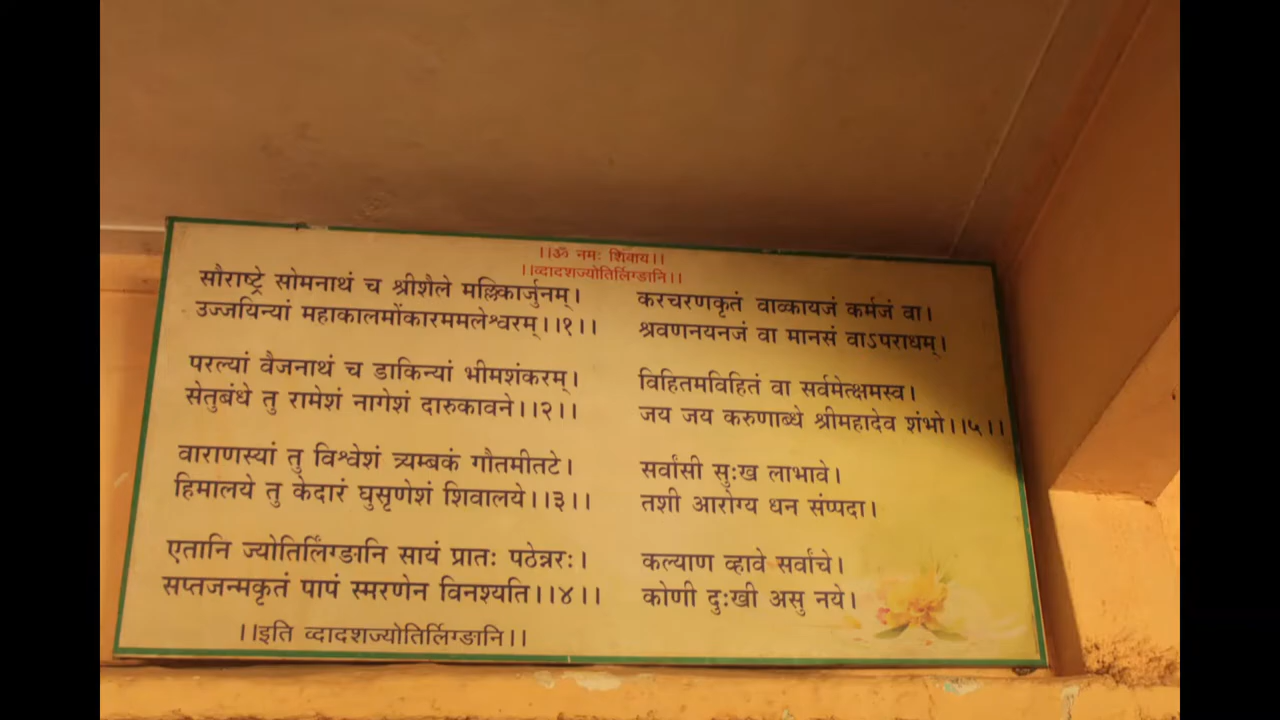 ।।ॐ नमः शिवाय।।
।।व्दादशज्योतिर्लिग्ङानि।।
सौराष्ट्रे सोमनाथं च श्रीशैले मल्लिकार्जुनम्।
उज्जयिन्यां महाकालमोंकारममलेश्वरम्।।१।।
परल्यां वैजनाथं च डाकिन्यां भीमशंकरम्।
सेतुबंधे तु रामेशं नागेशं दारुकावने।।२।।
वाराणस्यां तु विश्वेशं त्र्यम्बकं गौतमीतटे।
हिमालये तु केदारं घुसृणेशं शिवालये।।३।।
एतानि ज्योतिर्लिंग्ङानि सायं प्रातः पठेन्नरः।
सप्तजन्मकृतं पापं स्मरणेन विनश्यति।।४।।
।।इति व्दादशज्योतिर्लिग्ङानि।।
करचरणकृतं वाव्कायजं कर्मजं वा।
श्रवणनयनजं वा मानसं वाऽपराधम्।
विहितमविहितं वा सर्वमेत्क्षमस्व।
जय जय करुणाब्धे श्रीमहादेव शंभो।।५।।
सर्वांसी सुःख लाभावे।
तशी आरोग्य धन संप्पदा।
कल्याण व्हावे सर्वांचे।
कोणी दुःखी असु नये।